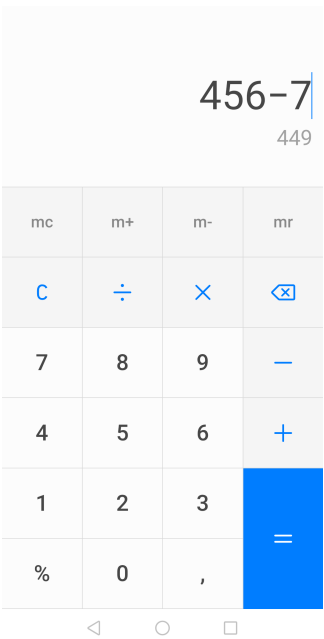 456−7
449
mc m+ m- mr
C ÷ ×
7 8 9 −
4 5 6 +
1 2 3
=
% 0 ,